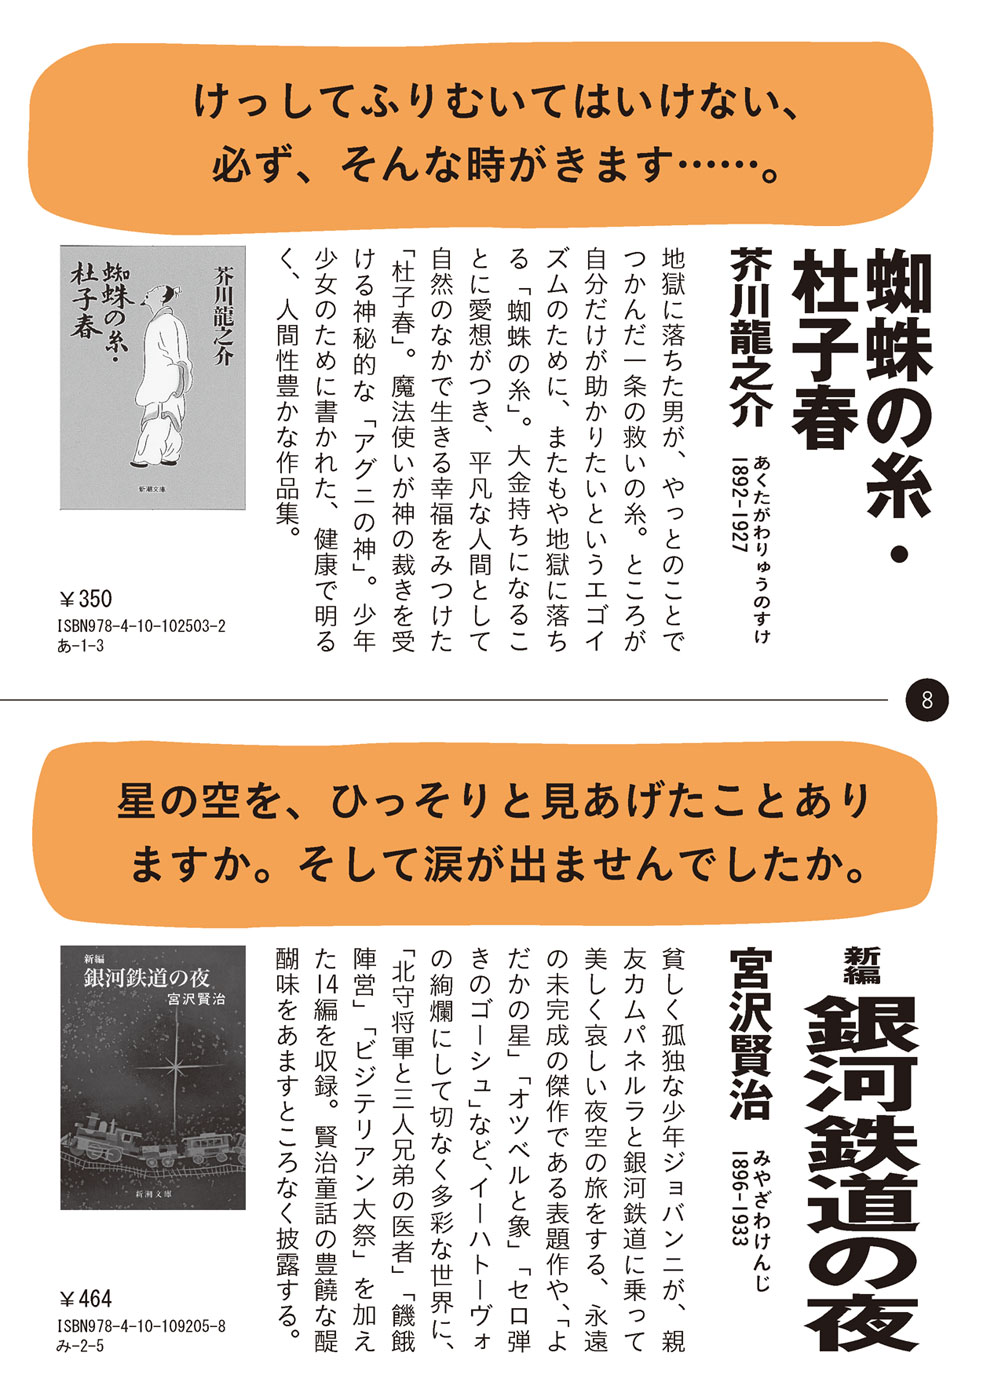 けっしてふりむいてはいけない、
必ず、そんな時がきます……。
蜘蛛の糸・
杜子春
芥川龍之介
あくたがわりゅうのすけ
1892-1927
地獄に落ちた男が、やっとのことで
つかんだ一条の救いの糸。ところが
自分だけが助かりたいというエゴイ
ズムのために、またもや地獄に落ち
る「蜘蛛の糸」。大金持ちになるこ
とに愛想がつき、平凡な人間として
自然のなかで生きる幸福をみつけた
「杜子春」。魔法使いが神の裁きを受
ける神秘的な「アグニの神」。少年
少女のために書かれた、健康で明る
く、人間性豊かな作品集。
芥川龍之介
蜘蛛の糸・
杜子春
新潮文庫
￥350
ISBN978-4-10-102503-2
あ-1-3
8
星の空を、ひっそりと見あげたことあり
ますか。そして涙が出ませんでしたか。
新編
銀河鉄道の夜
宮沢賢治
みやざわけんじ
1896-1933
貧しく孤独な少年ジョバンニが、親
友カムパネルラと銀河鉄道に乗って
美しく哀しい夜空の旅をする、永遠
の未完成の傑作である表題作や、「よ
だかの星」「オツベルと象」「セロ弾
きのゴーシュ」など、イーハトーヴォ
の絢爛にして切なく多彩な世界に、
「北守将軍と三人兄弟の医者」「饑餓
陣営」「ビジテリアン大祭」を加え
た14編を収録。賢治童話の豊饒な醍
醐味をあますところなく披露する。
新編
銀河鉄道の夜
宮沢賢治
新潮文庫
￥464
ISBN978-4-10-109205-8
み-2-5